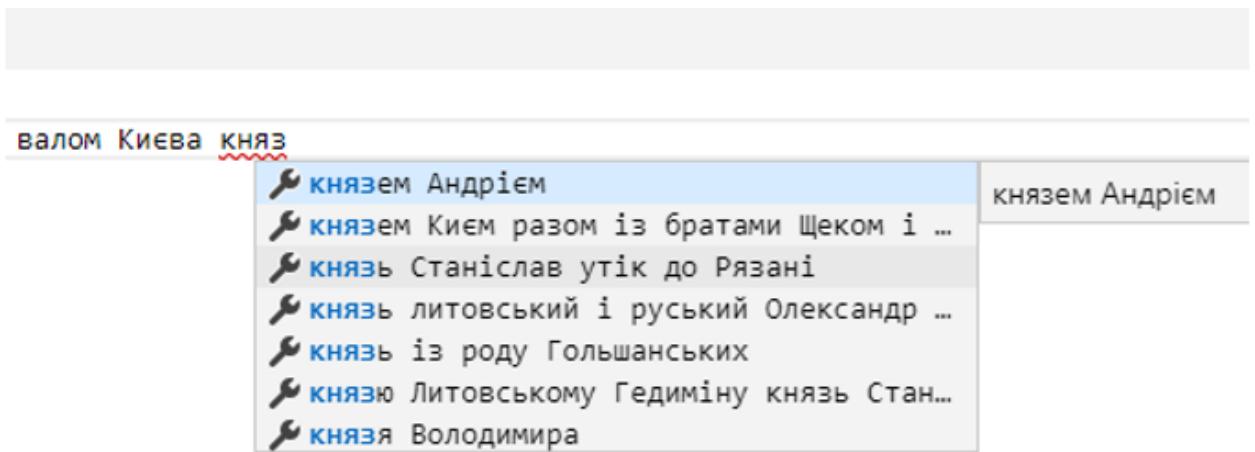 валом Києва княз
князем Андрієм
князем Андрієм
князем Києм разом із братами Щеком і …
князь Станіслав утік до Рязані
князь литовський і руський Олександр …
князь із роду Гольшанських
князю Литовському Гедиміну князь Стан…
князя Володимира